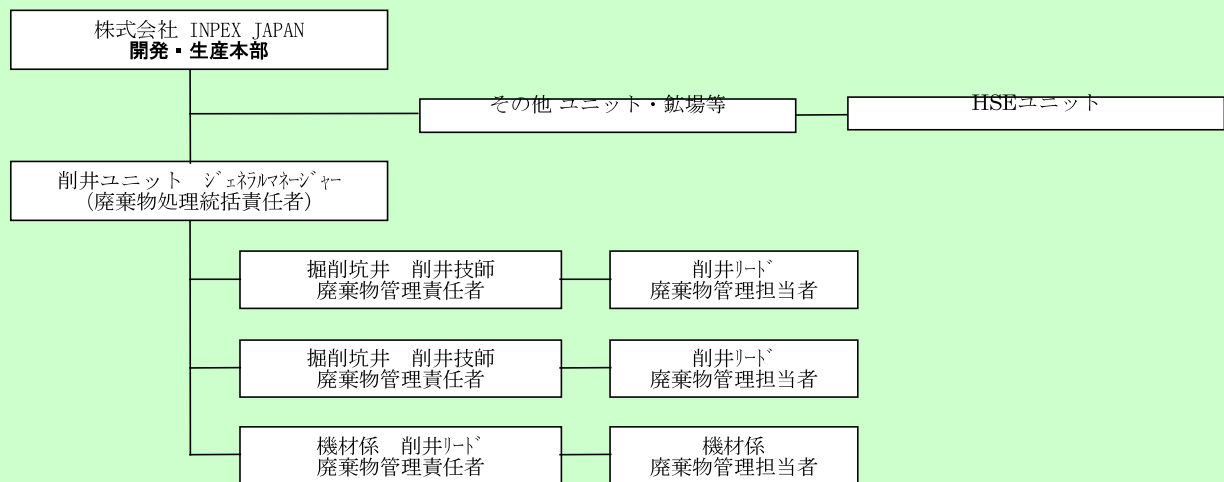 株式会社 INPEX JAPAN
開発・生産本部
その他 ユニット・鉱場等
HSEユニット
削井ユニット　ｼﾞｪﾈﾗﾙﾏﾈｰｼﾞｬｰ
（廃棄物処理統括責任者）
掘削坑井　削井技師
廃棄物管理責任者
削井ﾘｰﾄﾞ
廃棄物管理担当者
掘削坑井　削井技師
廃棄物管理責任者
削井ﾘｰﾄﾞ
廃棄物管理担当者
機材係　削井ﾘｰﾄﾞ
廃棄物管理責任者
機材係
廃棄物管理担当者